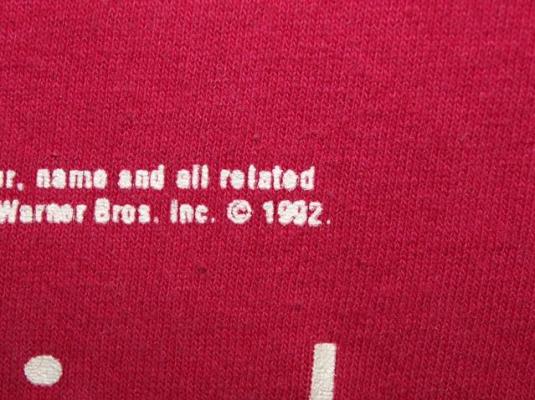 r, name and all related
Warner Bros. Inc. © 1992.